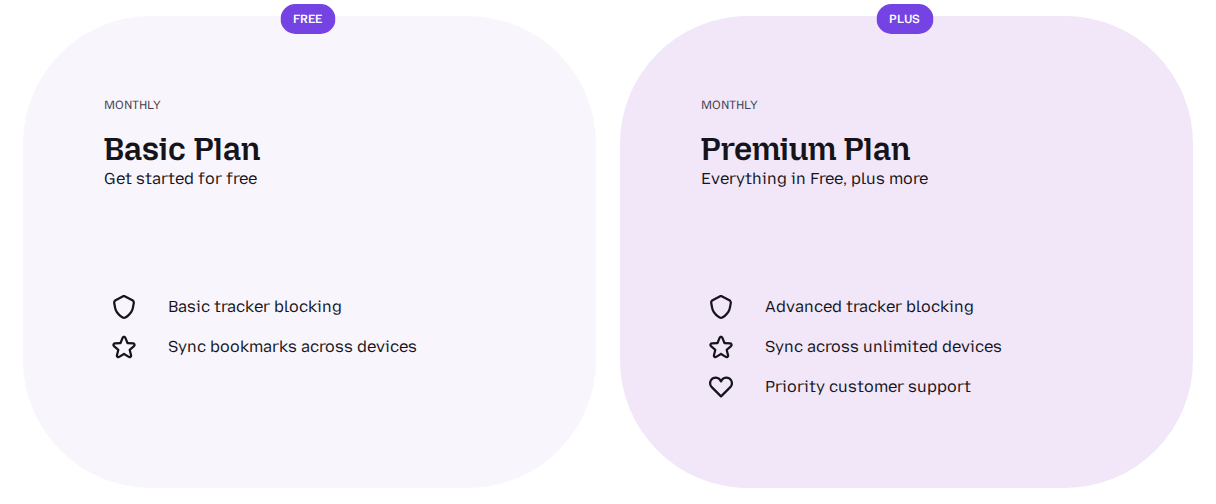 FREE
MONTHLY
Basic Plan
Get started for free
Basic tracker blocking
Sync bookmarks across devices
PLUS
MONTHLY
Premium Plan
Everything in Free, plus more
Advanced tracker blocking
Sync across unlimited devices
Priority customer support